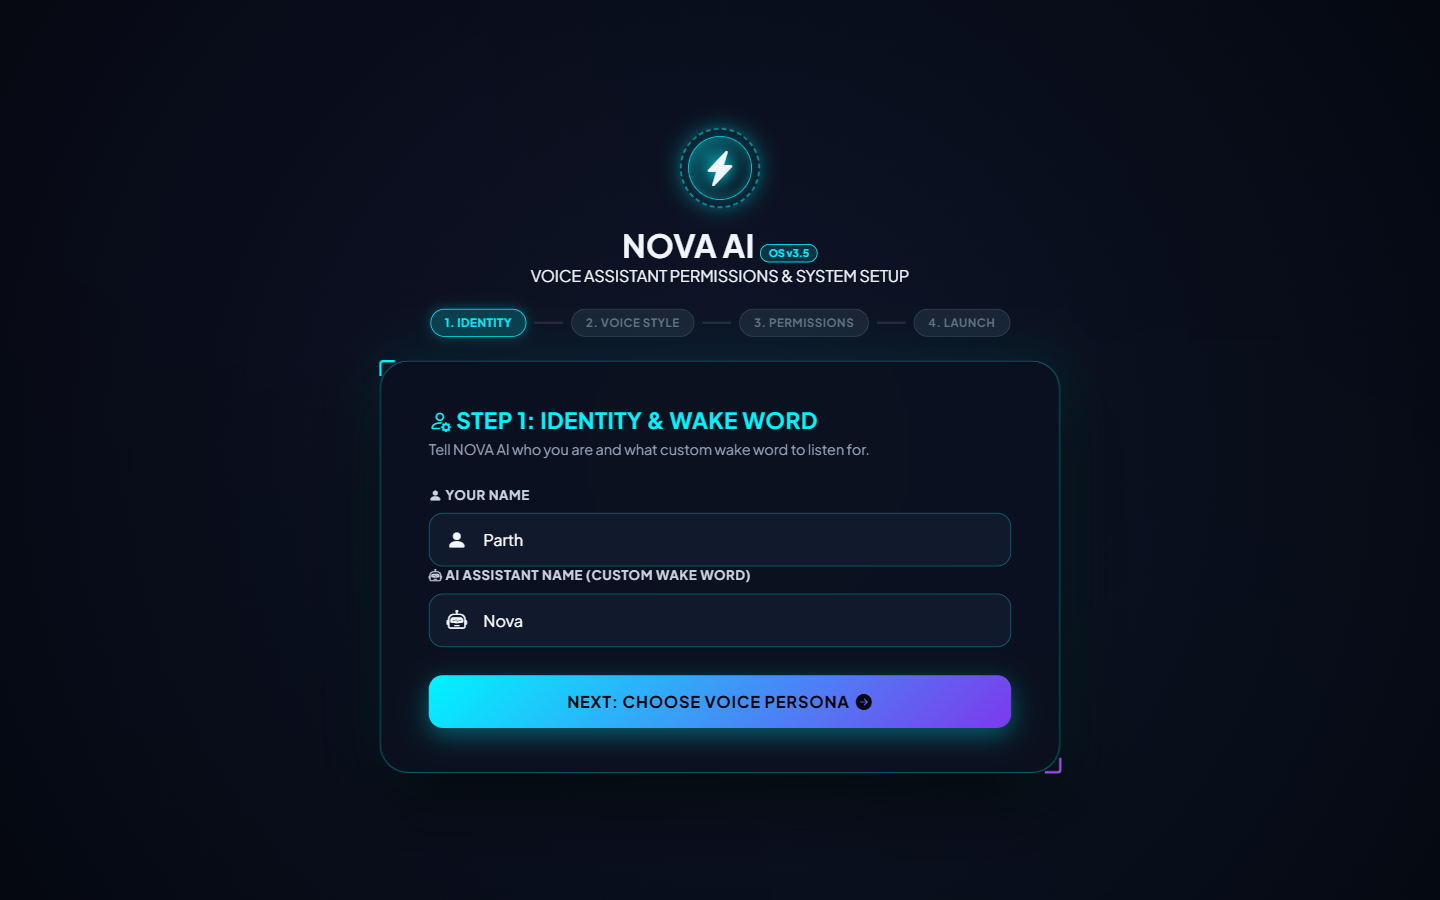 NOVA AI OS v3.5
VOICE ASSISTANT PERMISSIONS & SYSTEM SETUP
1. IDENTITY 2. VOICE STYLE 3. PERMISSIONS 4. LAUNCH
STEP 1: IDENTITY & WAKE WORD
Tell NOVA AI who you are and what custom wake word to listen for.
YOUR NAME
Parth
AI ASSISTANT NAME (CUSTOM WAKE WORD)
Nova
NEXT: CHOOSE VOICE PERSONA